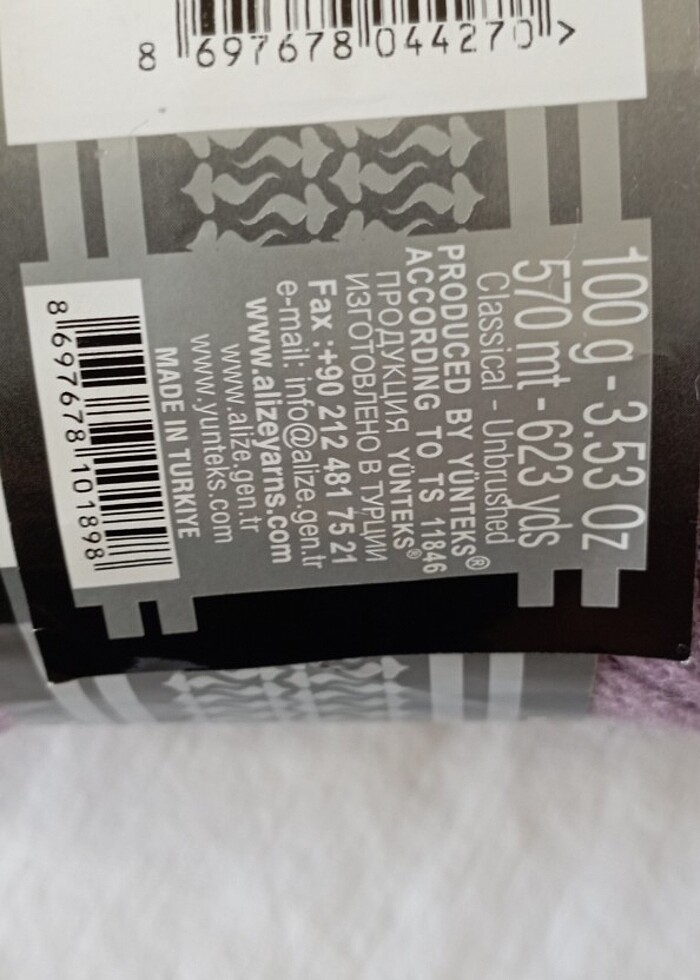 8 697678 044270 >
100 g - 3.53 Oz
570 mt - 623 yds
Classical - Unbrushed
PRODUCED BY YÜNTEKS®
ACCORDING TO TS 11846
ПРОДУКЦИЯ YÜNTEKS®
ИЗГОТОВЛЕНО В ТУРЦИИ
Fax :+90 212 481 75 21
e-mail: info@alize.gen.tr
www.alizeyarns.com
www.alize.gen.tr
www.yunteks.com
MADE IN TURKIYE
8 697678 101898